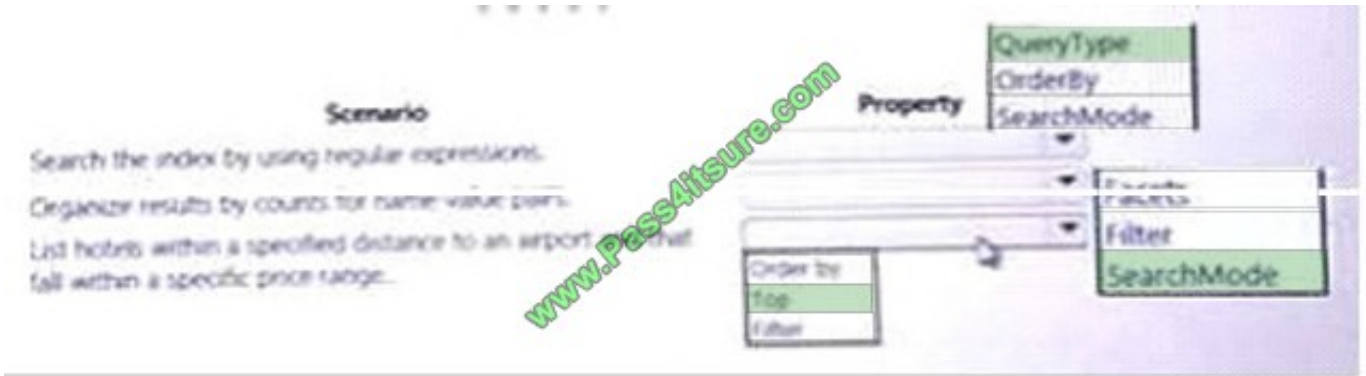 QueryType
OrderBy
SearchMode
Scenario
Property
Search the index by using regular expressions.
Facets
Organize results by counts for name-value pairs.
Filter
SearchMode
List hotels within a specified distance to an airport that
fall within a specific price range.
Order by
Top
Filter
www.Pass4itsure.com